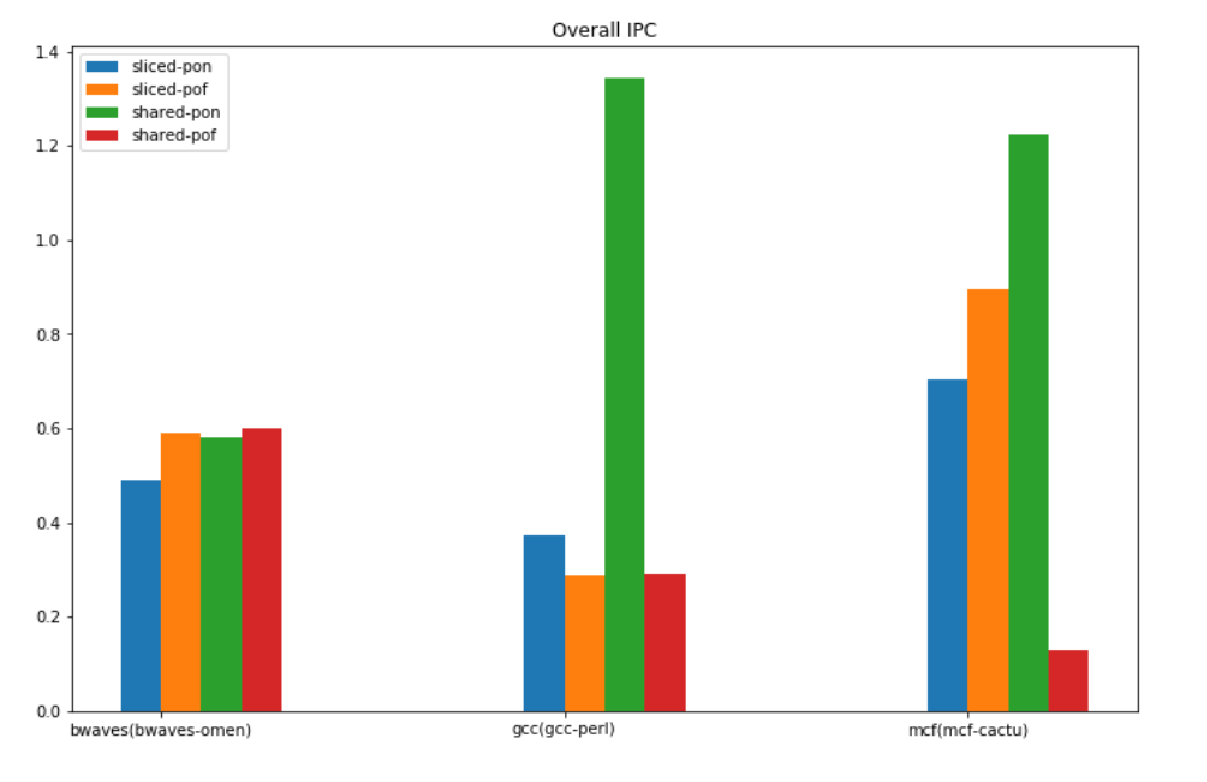 Overall IPC
1.4
1.2
1.0
0.8
0.6
0.4
0.2
0.0
sliced-pon
sliced-pof
shared-pon
shared-pof
bwaves(bwaves-omen)
gcc(gcc-perl)
mcf(mcf-cactu)